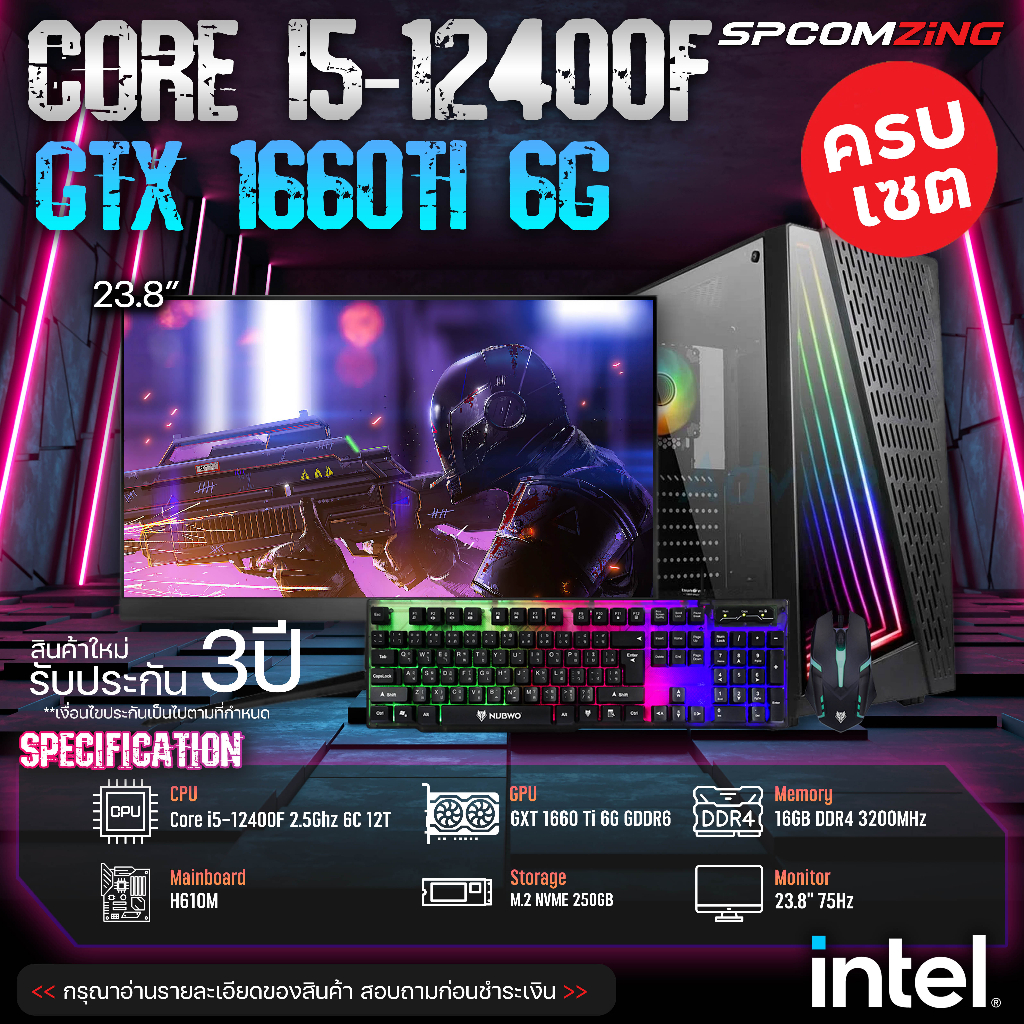 CORE I5-12400F
SPCOMZiNG
GTX 1660TI 6G
ครบ
เซต
23.8"
สินค้าใหม่
รับประกัน 3ปี
**เงื่อนไขประกันเป็นไปตามที่กำหนด
NUBWO
SPECIFICATION
CPU
CPU
Core i5-12400F 2.5Ghz 6C 12T
GPU
GXT 1660 Ti 6G GDDR6
DDR4
Memory
16GB DDR4 3200MHz
Mainboard
H610M
Storage
M.2 NVME 250GB
Monitor
23.8" 75Hz
<< กรุณาอ่านรายละเอียดของสินค้า สอบถามก่อนชำระเงิน >>
intel®